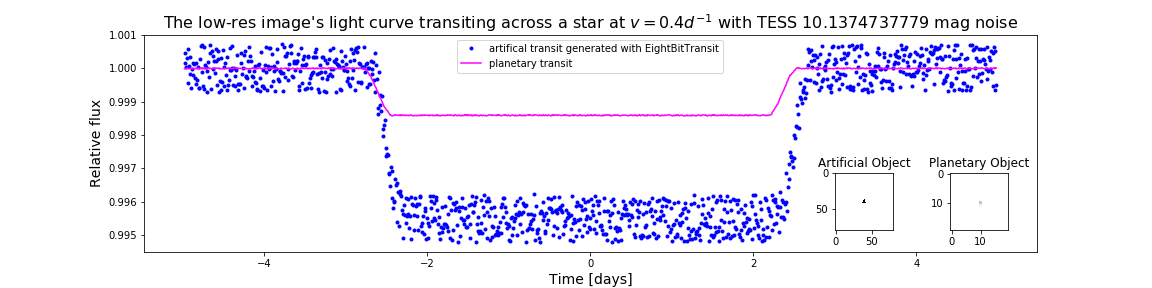 The low-res image's light curve transiting across a star at v = 0.4d⁻¹ with TESS 10.1374737779 mag noise
artifical transit generated with EightBitTransit
planetary transit
Relative flux
1.001
1.000
0.999
0.998
0.997
0.996
0.995
Artificial Object
Planetary Object
0
50
0
50
0
10
0
10
−4
−2
0
2
4
Time [days]